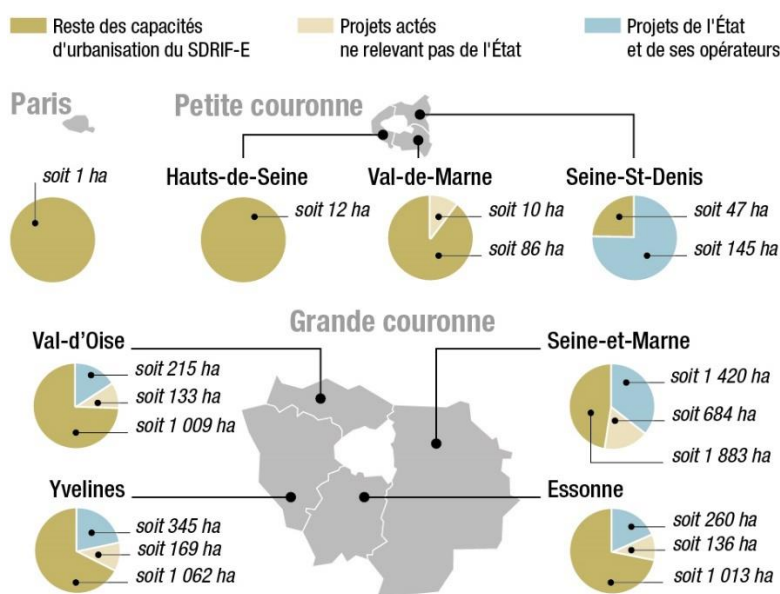 Reste des capacités
d'urbanisation du SDRIF-E
Projets actés
ne relevant pas de l'État
Projets de l'État
et de ses opérateurs
Paris
soit 1 ha
Petite couronne
Hauts-de-Seine
soit 12 ha
Val-de-Marne
soit 10 ha
soit 86 ha
Seine-St-Denis
soit 47 ha
soit 145 ha
Grande couronne
Val-d'Oise
soit 215 ha
soit 133 ha
soit 1 009 ha
Seine-et-Marne
soit 1 420 ha
soit 684 ha
soit 1 883 ha
Yvelines
soit 345 ha
soit 169 ha
soit 1 062 ha
Essonne
soit 260 ha
soit 136 ha
soit 1 013 ha